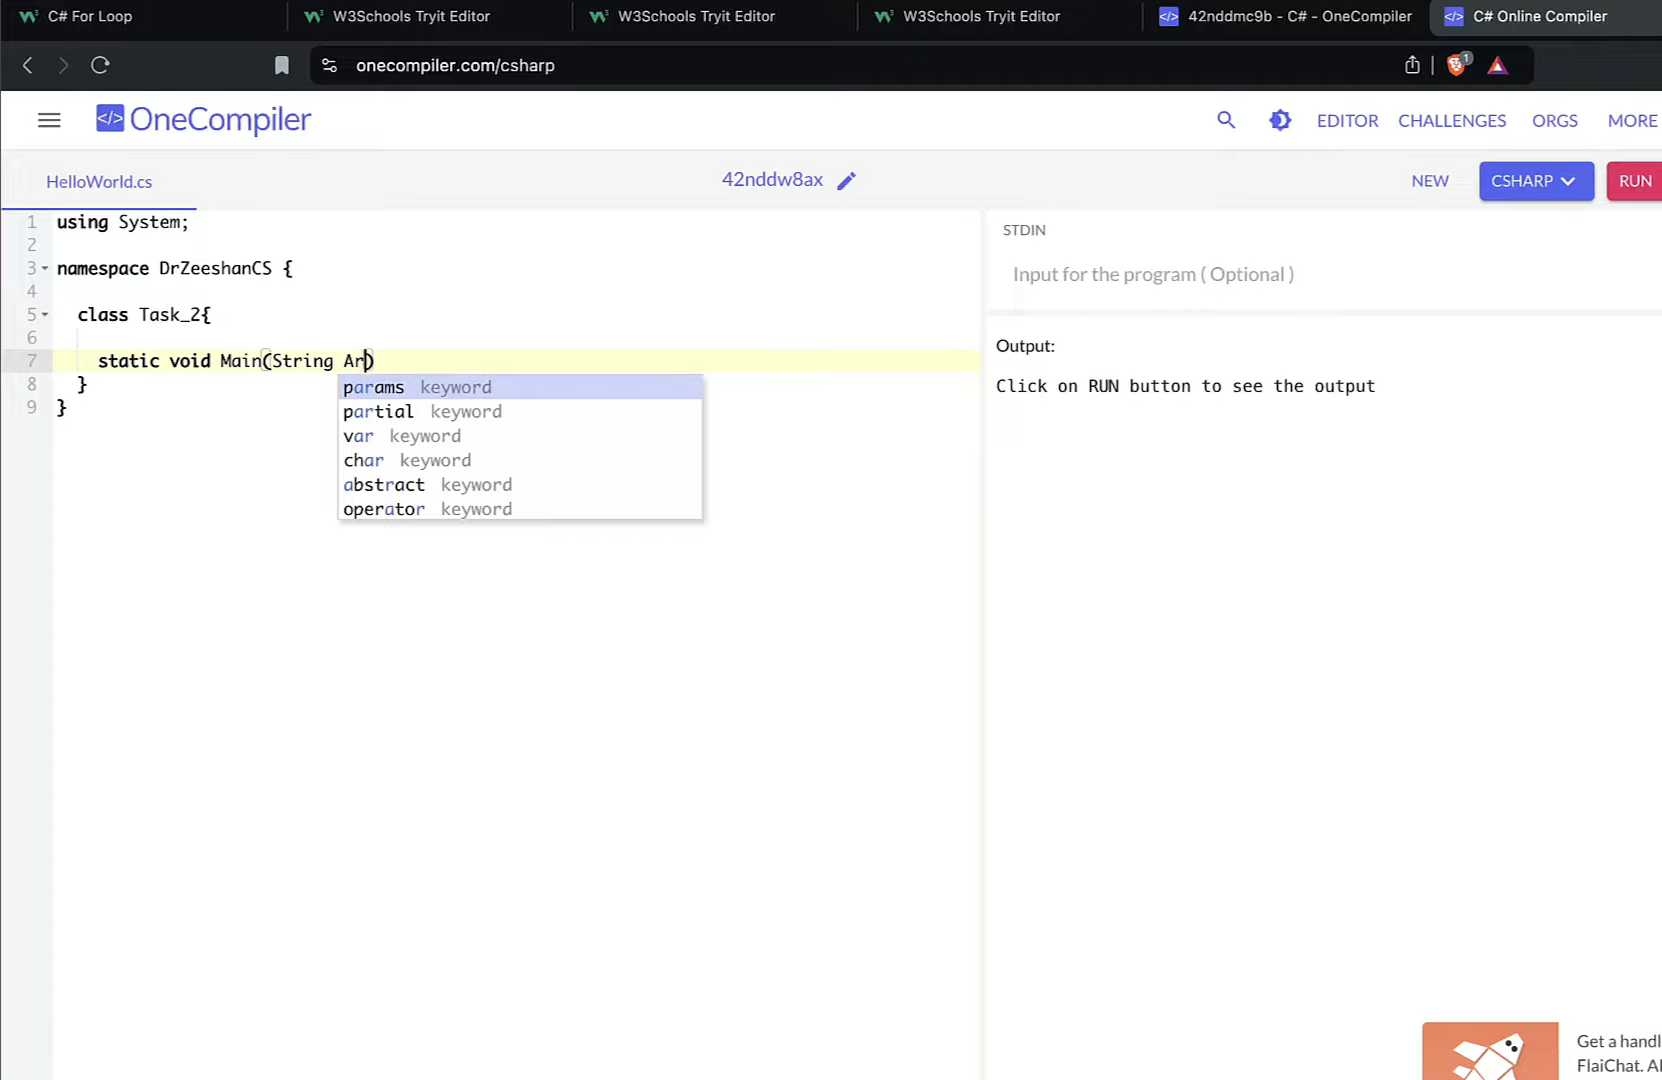 C# For Loop
W3Schools Tryit Editor
W3Schools Tryit Editor
W3Schools Tryit Editor
42nddmc9b - C# - OneCompiler
C# Online Compiler
onecompiler.com/csharp
1
</> OneCompiler
EDITOR CHALLENGES ORGS MORE
HelloWorld.cs
42nddw8ax
NEW CSHARP RUN
1 using System;
2
3 namespace DrZeeshanCS {
4
5 class Task_2{
6
7 static void Main(String Ar)
8 }
9 }
params keyword
partial keyword
var keyword
char keyword
abstract keyword
operator keyword
STDIN
Input for the program ( Optional )
Output:
Click on RUN button to see the output
Get a handl
FlaiChat. AI